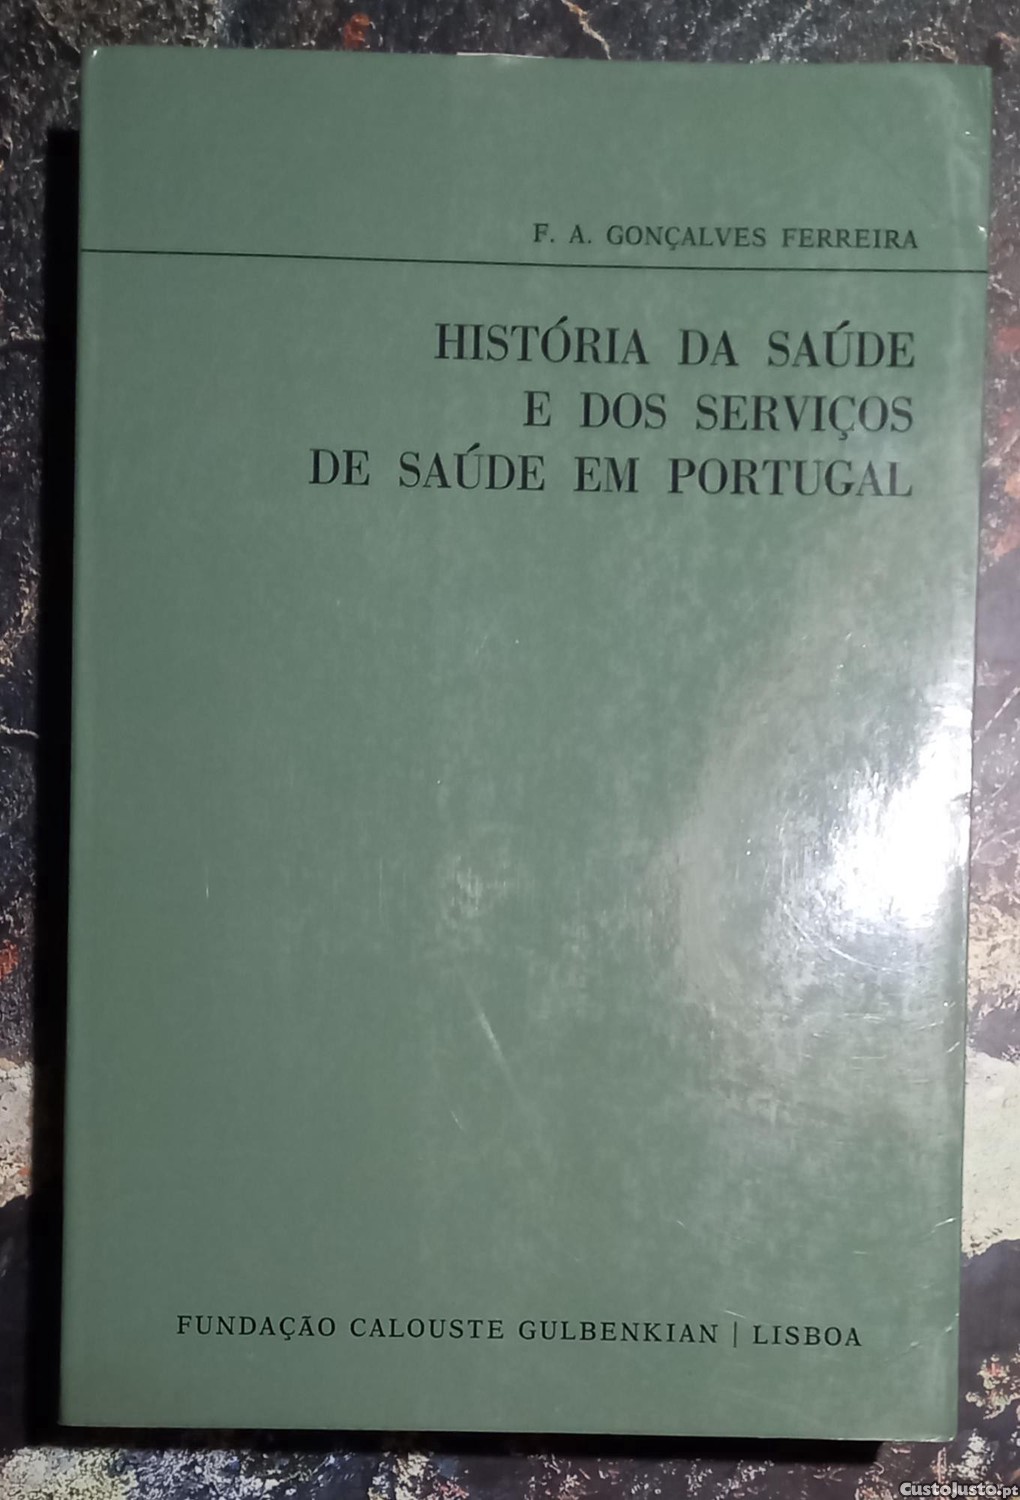 F. A. GONÇALVES FERREIRA
HISTÓRIA DA SAÚDE
E DOS SERVIÇOS
DE SAÚDE EM PORTUGAL
FUNDAÇÃO CALOUSTE GULBENKIAN | LISBOA
CustoJusto.pt